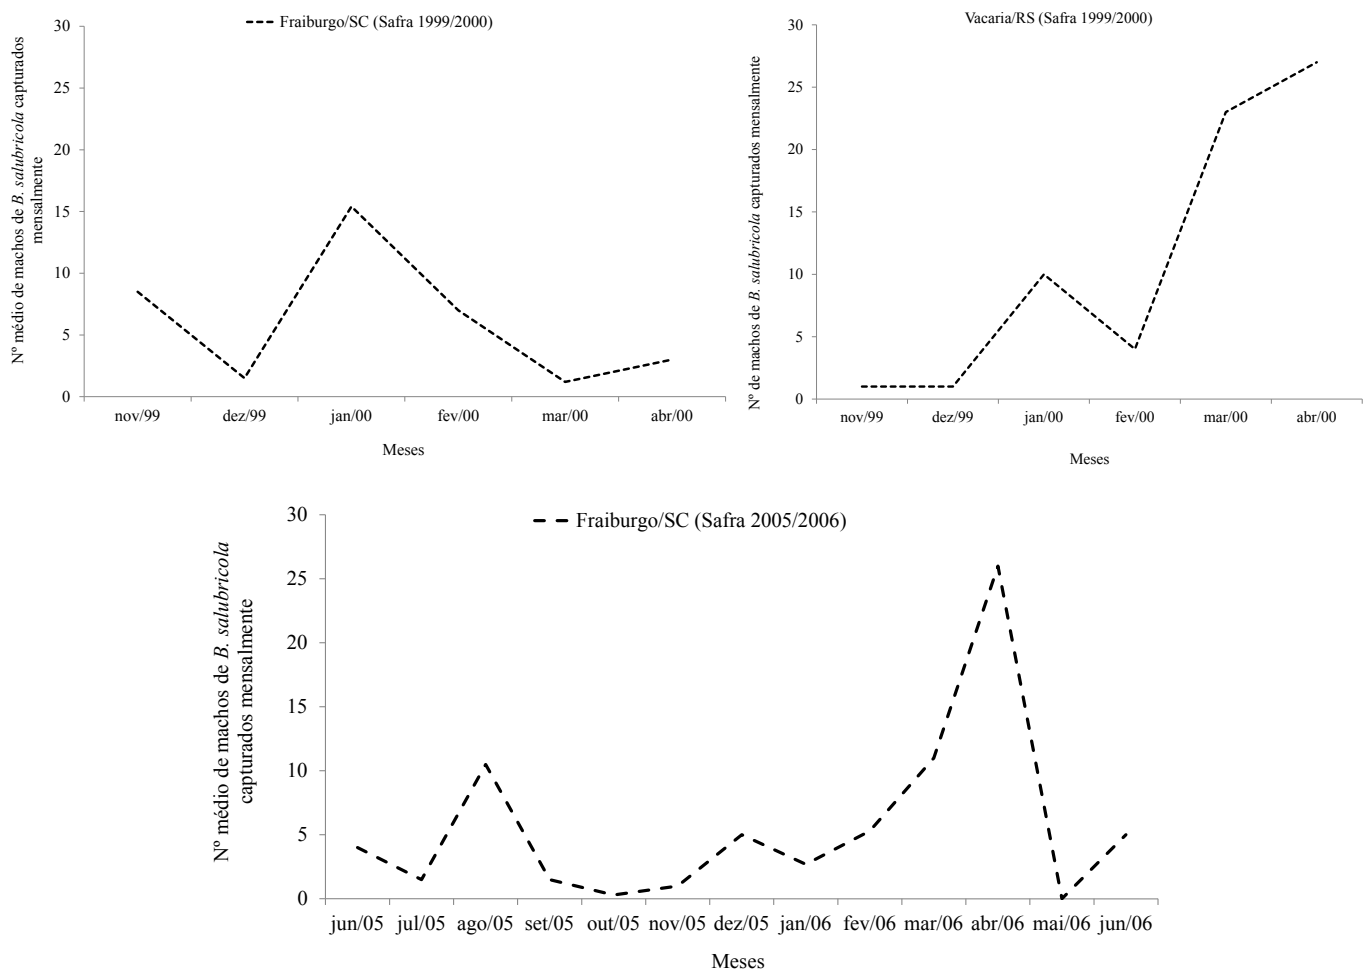 Fraiburgo/SC (Safra 1999/2000)
Nº médio de machos de B. salubricola capturados
mensalmente
30
25
20
15
10
5
0
nov/99 dez/99 jan/00 fev/00 mar/00 abr/00
Meses
Vacaria/RS (Safra 1999/2000)
Nº de machos de B. salubricola capturados mensalmente
30
25
20
15
10
5
0
nov/99 dez/99 jan/00 fev/00 mar/00 abr/00
Meses
Fraiburgo/SC (Safra 2005/2006)
Nº médio de machos de B. salubricola
capturados mensalmente
30
25
20
15
10
5
0
jun/05 jul/05 ago/05 set/05 out/05 nov/05 dez/05 jan/06 fev/06 mar/06 abr/06 mai/06 jun/06
Meses